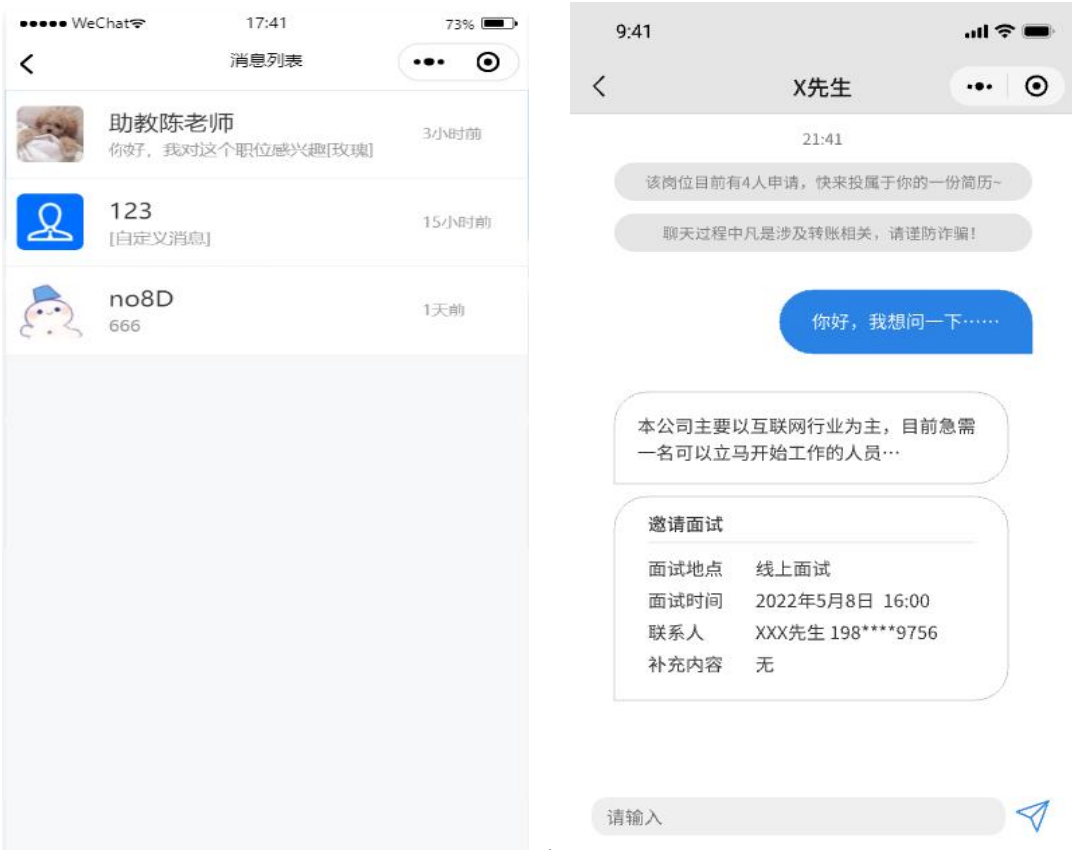 ●●●●● WeChat 17:41 73%
消息列表
助教陈老师
你好，我对这个职位感兴趣[玫瑰]
3小时前
123
[自定义消息]
15小时前
no8D
666
1天前
9:41
X先生
21:41
该岗位目前有4人申请，快来投属于你的一份简历~
聊天过程中凡是涉及转账相关，请谨防诈骗！
你好，我想问一下……
本公司主要以互联网行业为主，目前急需
一名可以立马开始工作的人员…
邀请面试
面试地点 线上面试
面试时间 2022年5月8日 16:00
联系人 XXX先生 198****9756
补充内容 无
请输入